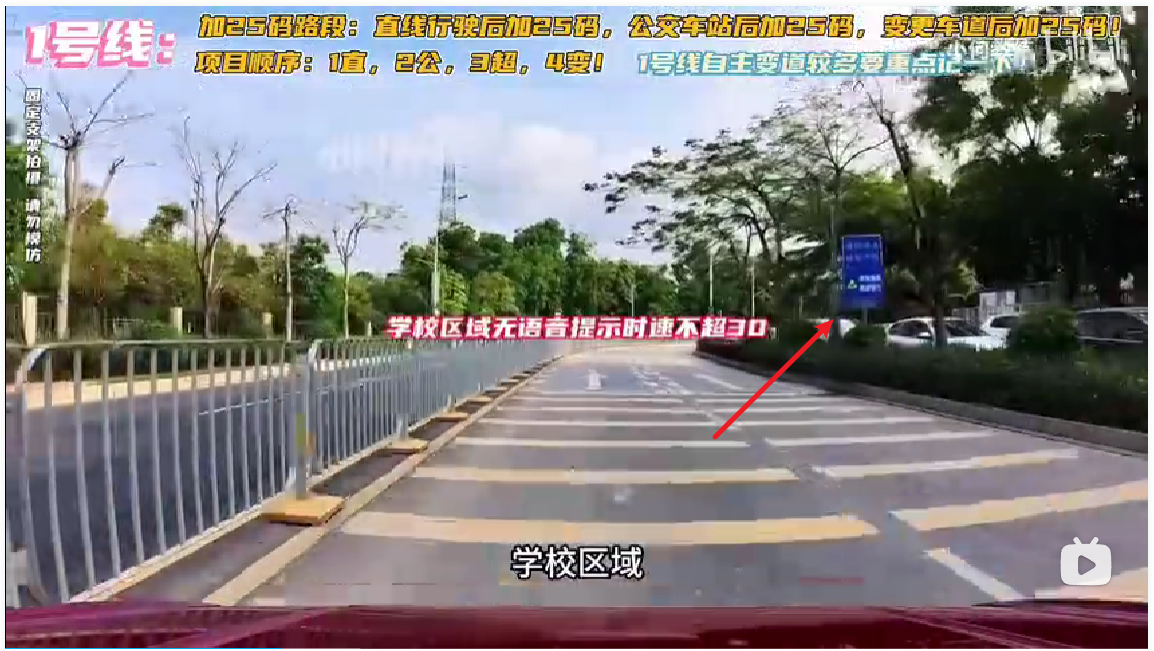 1号线:
加25码路段:直线行驶后加25码,公交车站后加25码,变更车道后加25码!
项目顺序:1直,2公,3超,4变!
1号线自主变道较多要重点记一下
固定支架拍摄 请勿模仿
学校区域无语音提示时速不超30
学校区域